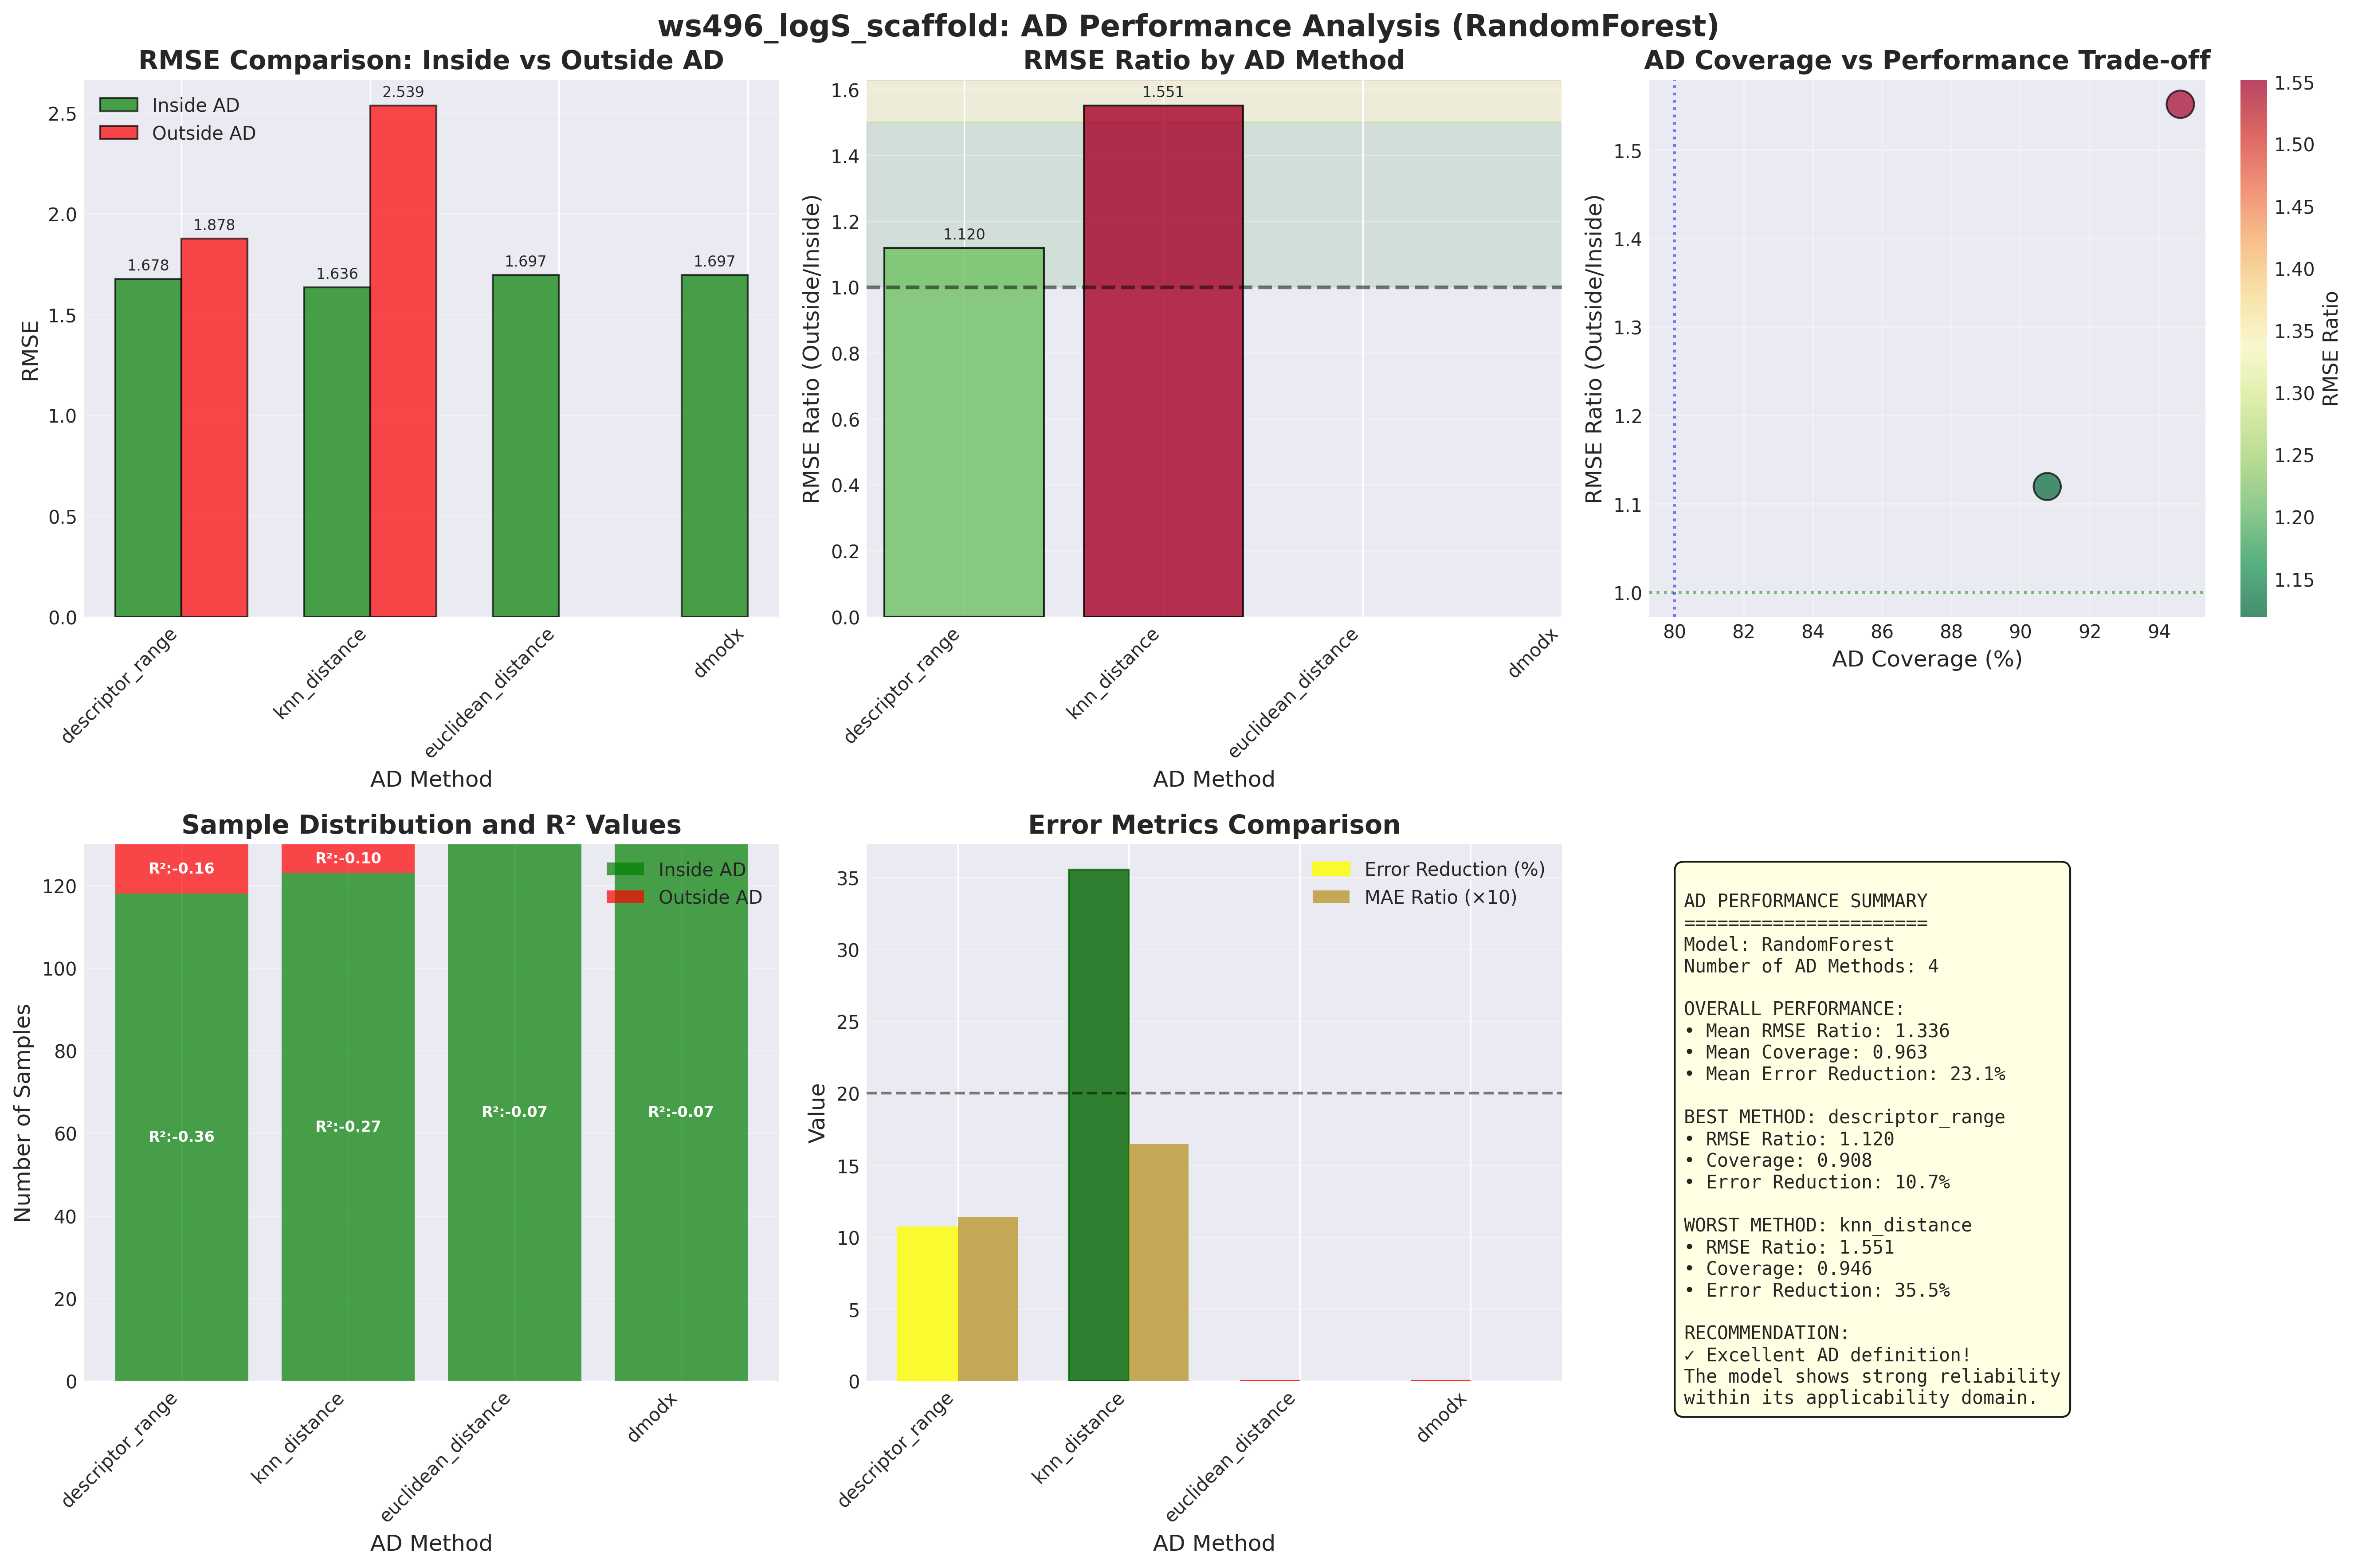 ws496_logS_scaffold: AD Performance Analysis (RandomForest)
RMSE Comparison: Inside vs Outside AD
Inside AD
Outside AD
2.5
2.0
1.5
1.0
0.5
0.0
RMSE
1.678
1.878
1.636
2.539
1.697
1.697
descriptor_range
knn_distance
euclidean_distance
dmodx
AD Method
RMSE Ratio by AD Method
1.6
1.4
1.2
1.0
0.8
0.6
0.4
0.2
0.0
RMSE Ratio (Outside/Inside)
1.120
1.551
descriptor_range
knn_distance
euclidean_distance
dmodx
AD Method
AD Coverage vs Performance Trade-off
1.5
1.4
1.3
1.2
1.1
1.0
RMSE Ratio (Outside/Inside)
80
82
84
86
88
90
92
94
AD Coverage (%)
1.55
1.50
1.45
1.40
1.35
1.30
1.25
1.20
1.15
RMSE Ratio
Sample Distribution and R² Values
Inside AD
Outside AD
120
100
80
60
40
20
0
Number of Samples
R²:-0.16
R²:-0.10
R²:-0.36
R²:-0.27
R²:-0.07
R²:-0.07
descriptor_range
knn_distance
euclidean_distance
dmodx
AD Method
Error Metrics Comparison
Error Reduction (%)
MAE Ratio (×10)
35
30
25
20
15
10
5
0
Value
descriptor_range
knn_distance
euclidean_distance
dmodx
AD Method
AD PERFORMANCE SUMMARY
======================
Model: RandomForest
Number of AD Methods: 4
OVERALL PERFORMANCE:
• Mean RMSE Ratio: 1.336
• Mean Coverage: 0.963
• Mean Error Reduction: 23.1%
BEST METHOD: descriptor_range
• RMSE Ratio: 1.120
• Coverage: 0.908
• Error Reduction: 10.7%
WORST METHOD: knn_distance
• RMSE Ratio: 1.551
• Coverage: 0.946
• Error Reduction: 35.5%
RECOMMENDATION:
✓ Excellent AD definition!
The model shows strong reliability
within its applicability domain.